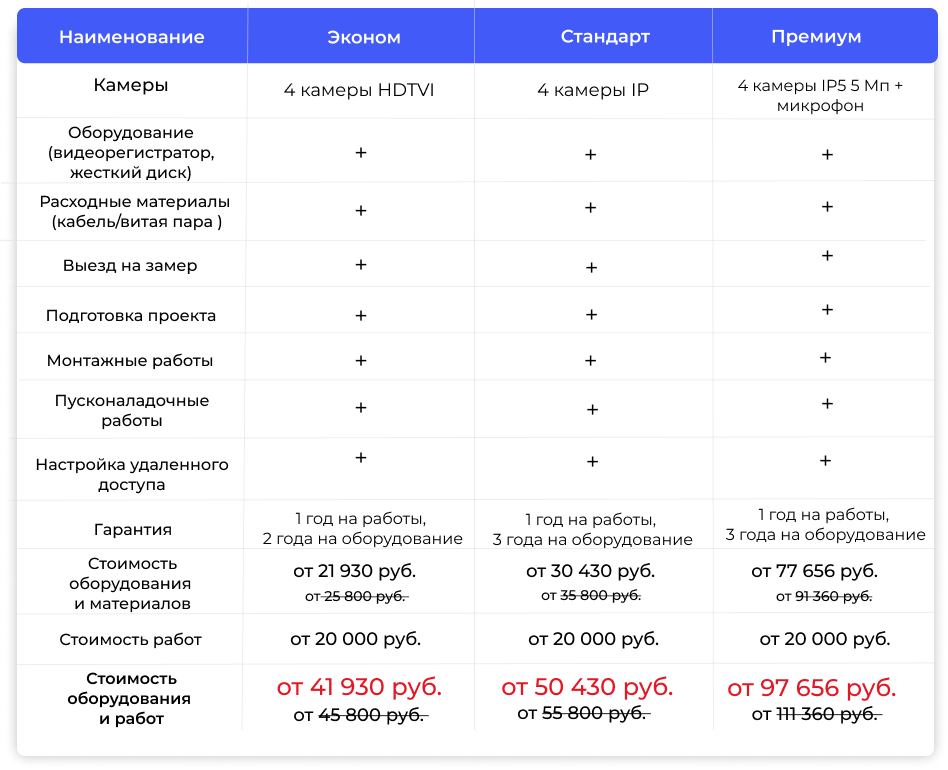 Наименование Эконом Стандарт Премиум
Камеры 4 камеры HDTVI 4 камеры IP 4 камеры IP5 5 Мп +
микрофон
Оборудование
(видеорегистратор,
жесткий диск) + + +
Расходные материалы
(кабель/витая пара ) + + +
Выезд на замер + + +
Подготовка проекта + + +
Монтажные работы + + +
Пусконаладочные
работы + + +
Настройка удаленного
доступа + + +
Гарантия
1 год на работы,
2 года на оборудование
1 год на работы,
3 года на оборудование
1 год на работы,
3 года на оборудование
Стоимость
оборудования
и материалов
от 21 930 руб.
от 25 800 руб.
от 30 430 руб.
от 35 800 руб.
от 77 656 руб.
от 91 360 руб.
Стоимость работ от 20 000 руб. от 20 000 руб. от 20 000 руб.
Стоимость
оборудования
и работ
от 41 930 руб.
от 45 800 руб.
от 50 430 руб.
от 55 800 руб.
от 97 656 руб.
от 111 360 руб.